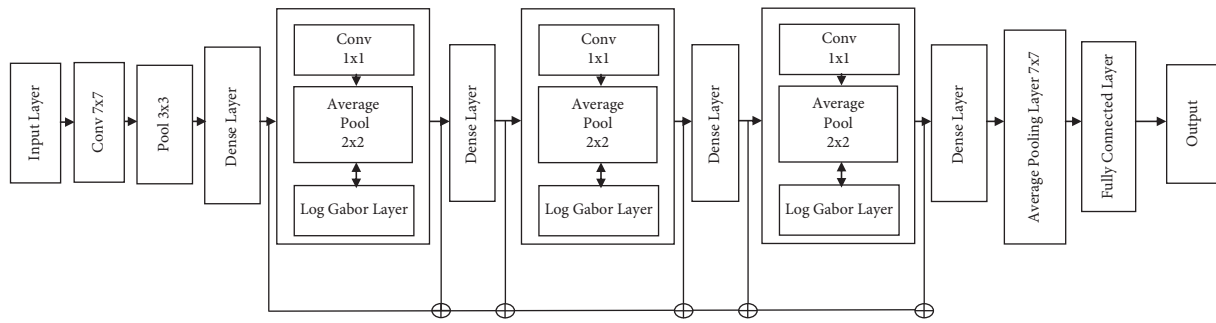 Input Layer
Conv 7x7
Pool 3x3
Dense Layer
Conv
1x1
Average
Pool
2x2
Log Gabor Layer
Dense Layer
Conv
1x1
Average
Pool
2x2
Log Gabor Layer
Dense Layer
Conv
1x1
Average
Pool
2x2
Log Gabor Layer
Dense Layer
Average Pooling Layer 7x7
Fully Connected Layer
Output